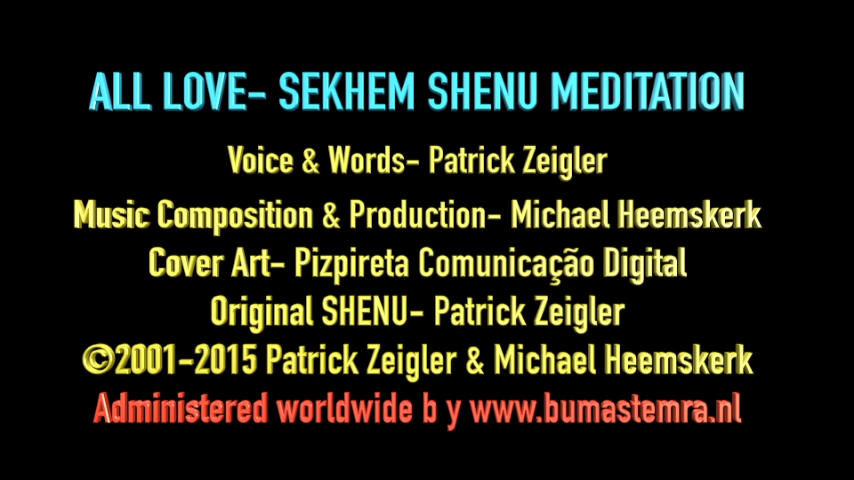 ALL LOVE- SEKHEM SHENU MEDITATION
Voice & Words- Patrick Zeigler
Music Composition & Production- Michael Heemskerk
Cover Art- Pizpireta Comunicação Digital
Original SHENU- Patrick Zeigler
©2001-2015 Patrick Zeigler & Michael Heemskerk
Administered worldwide b y www.bumastemra.nl